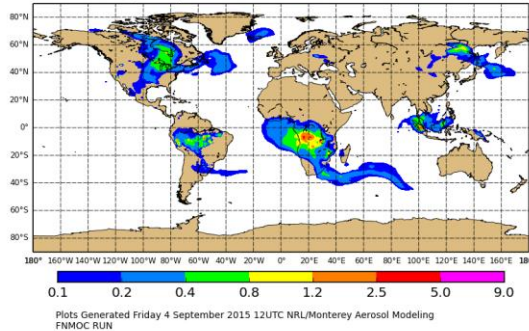 80°N
60°N
40°N
20°N
0°
20°S
40°S
60°S
80°S
180° 160°W 140°W 120°W 100°W 80°W 60°W 40°W 20°W 0° 20°E 40°E 60°E 80°E 100°E 120°E 140°E 160°E 180°
0.1 0.2 0.4 0.8 1.2 2.5 5.0 9.0
Plots Generated Friday 4 September 2015 12UTC NRL/Monterey Aerosol Modeling
FNMOC RUN